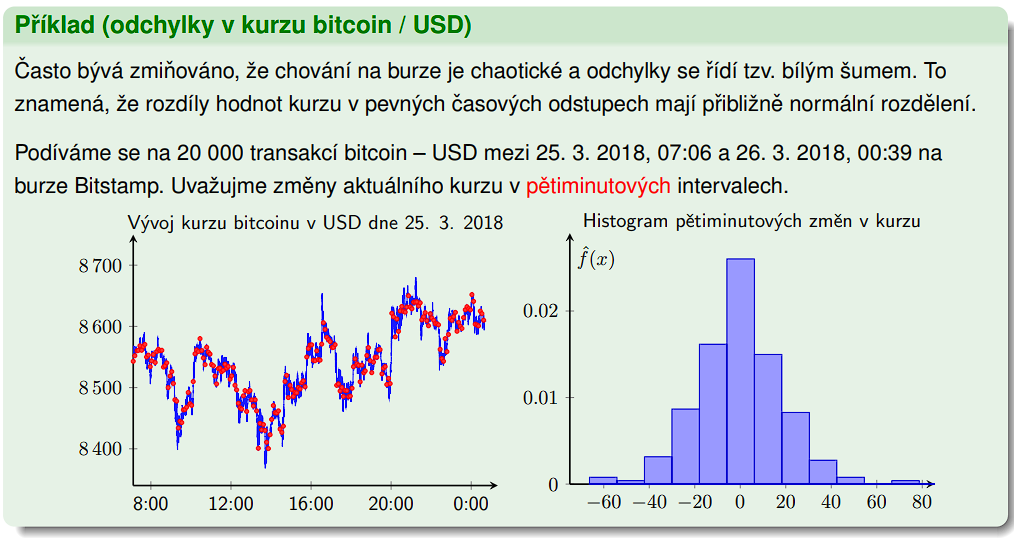 Příklad (odchylky v kurzu bitcoin / USD)
Často bývá zmiňováno, že chování na burze je chaotické a odchylky se řídí tzv. bílým šumem. To
znamená, že rozdíly hodnot kurzu v pevných časových odstupech mají přibližně normální rozdělení.
Podíváme se na 20 000 transakcí bitcoin – USD mezi 25. 3. 2018, 07:06 a 26. 3. 2018, 00:39 na
burze Bitstamp. Uvažujme změny aktuálního kurzu v pětiminutových intervalech.
Vývoj kurzu bitcoinu v USD dne 25. 3. 2018
8 700
8 600
8 500
8 400
8:00 12:00 16:00 20:00 0:00
Histogram pětiminutových změn v kurzu
f̂(x)
0.02
0.01
0
−60 −40 −20 0 20 40 60 80